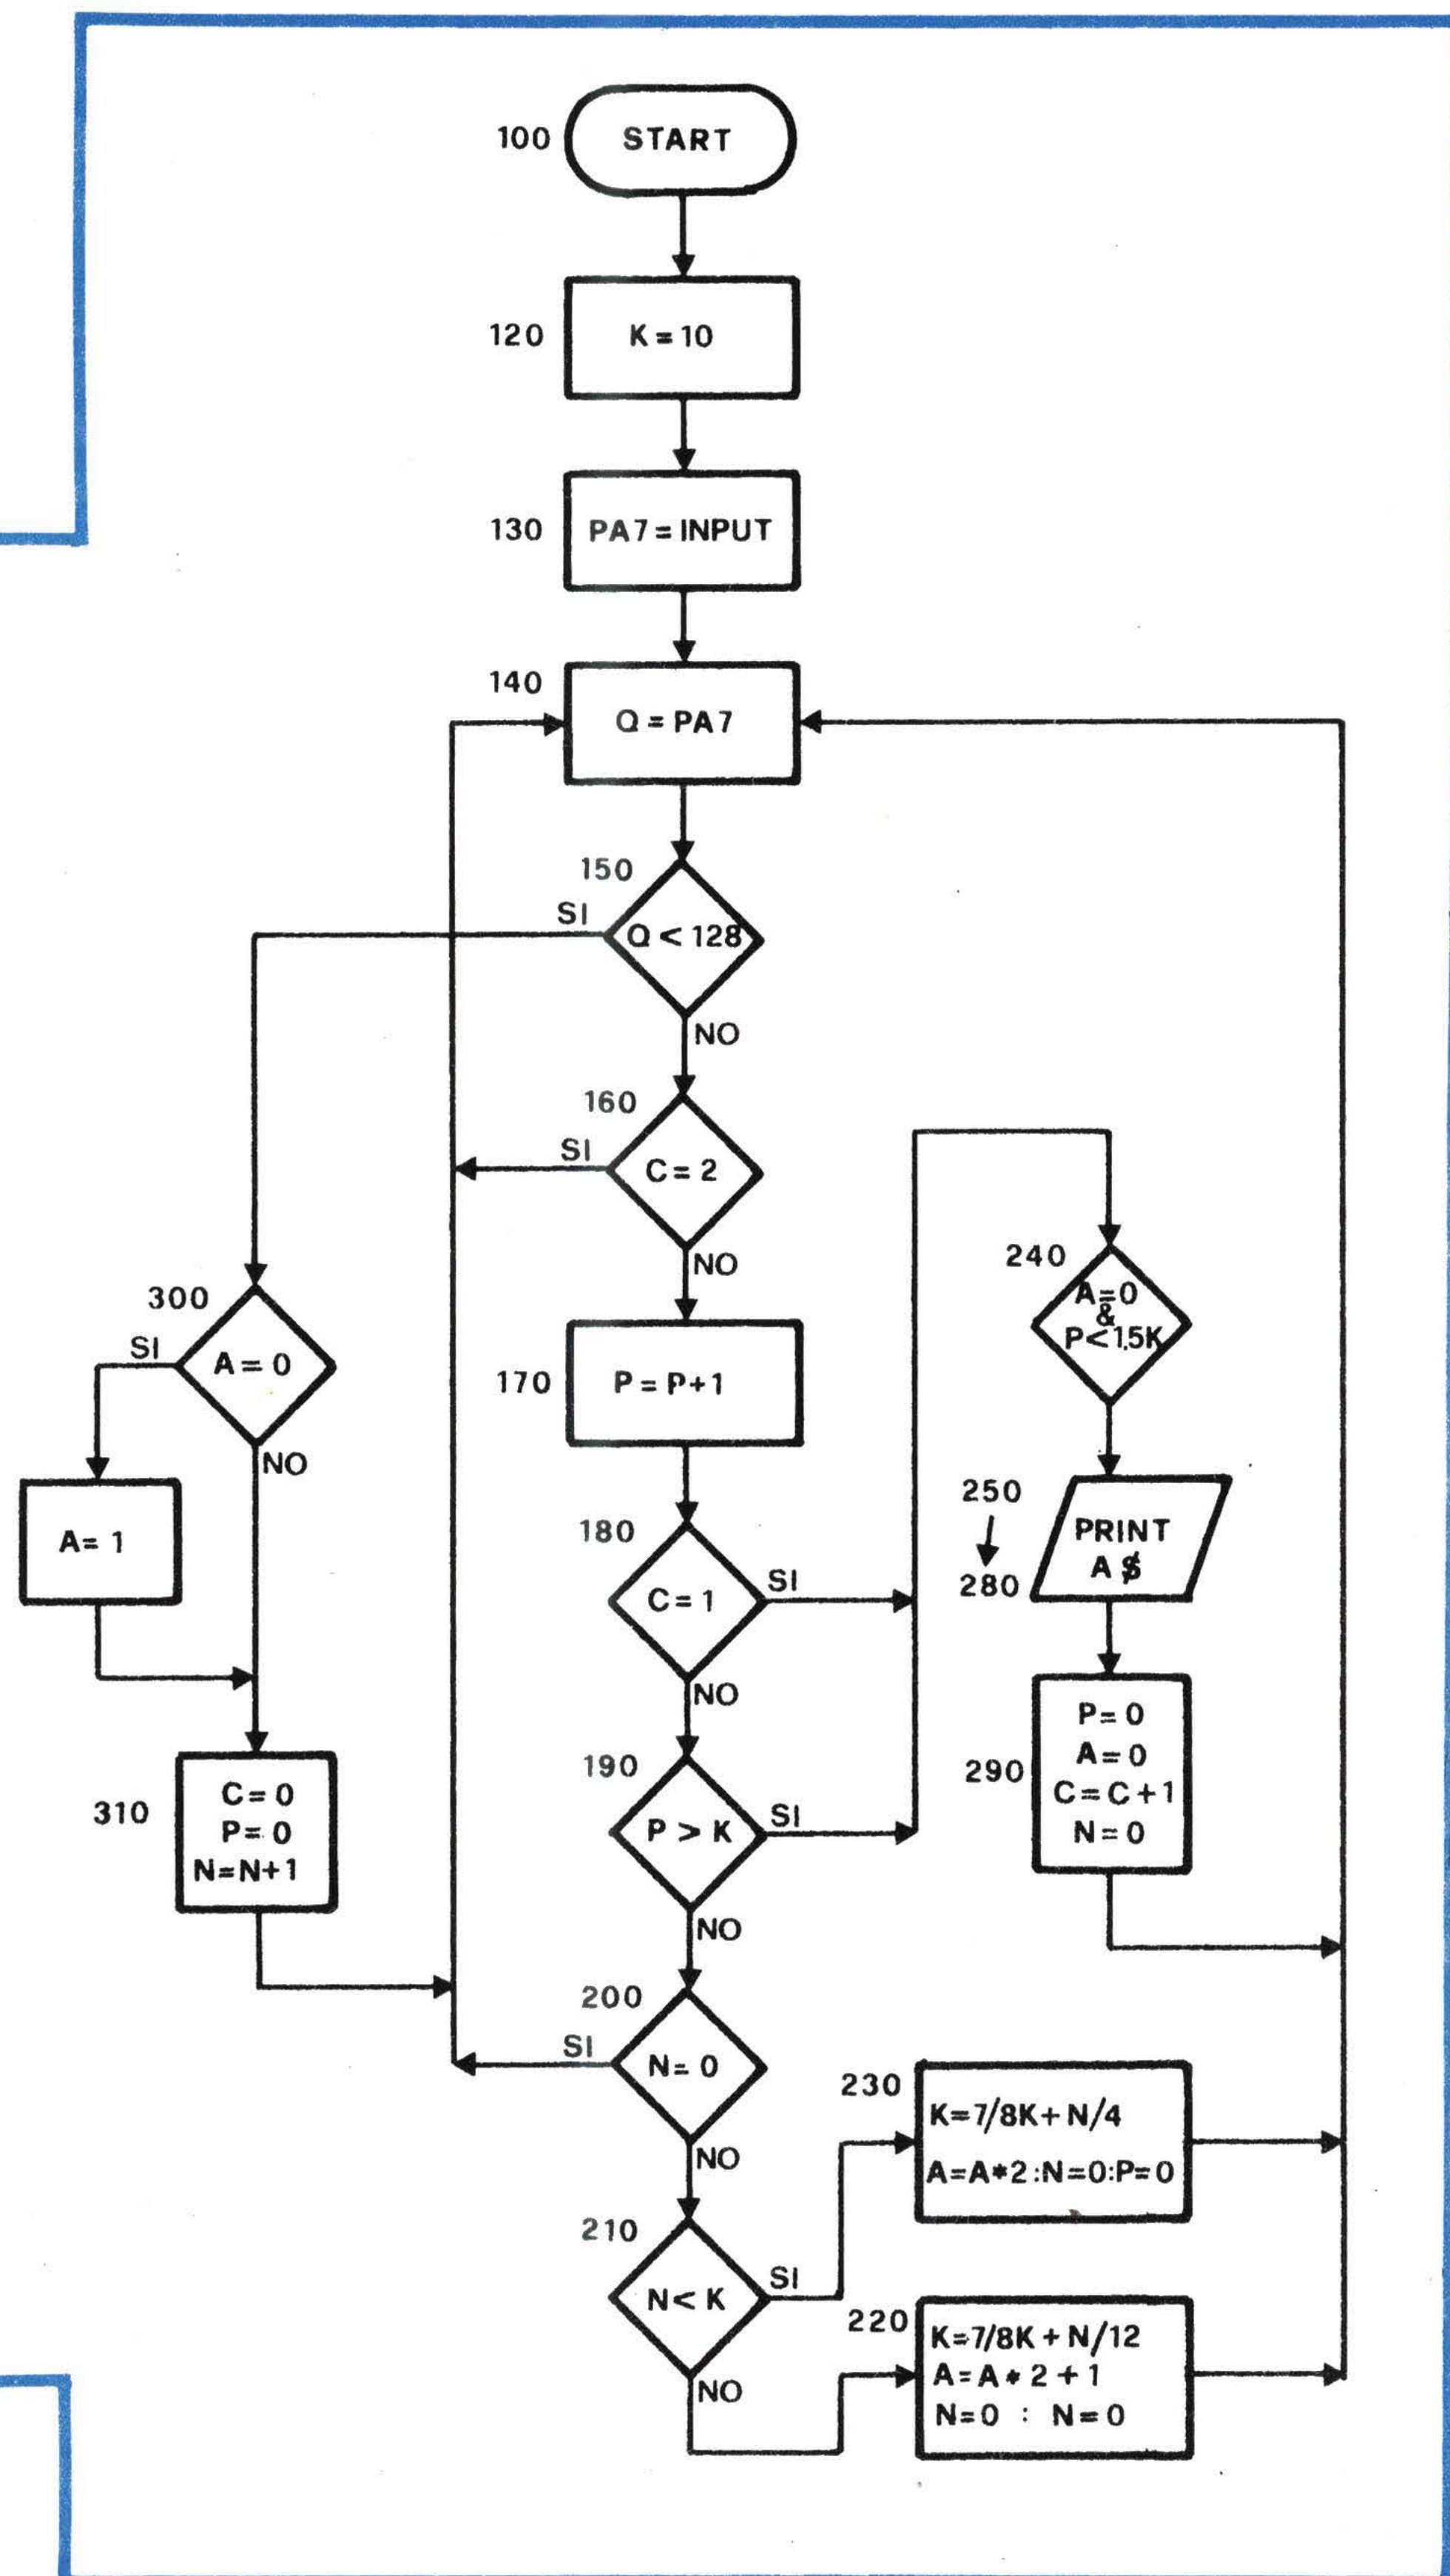 100
START
120
K = 10
130
PA7 = INPUT
140
Q = PA7
150
SI
Q < 128
NO
160
SI
C = 2
NO
170
P = P+1
180
C = 1
SI
NO
190
P > K
SI
NO
200
SI
N = 0
NO
210
N < K
SI
NO
300
SI
A = 0
NO
A = 1
310
C = 0
P = 0
N=N+1
240
A=0
&
P<1.5K
250
280
PRINT
A $
290
P = 0
A = 0
C = C+1
N = 0
230
K=7/8K + N/4
A=A*2:N=0:P=0
220
K=7/8K + N/12
A=A * 2 + 1
N=0 : N=0